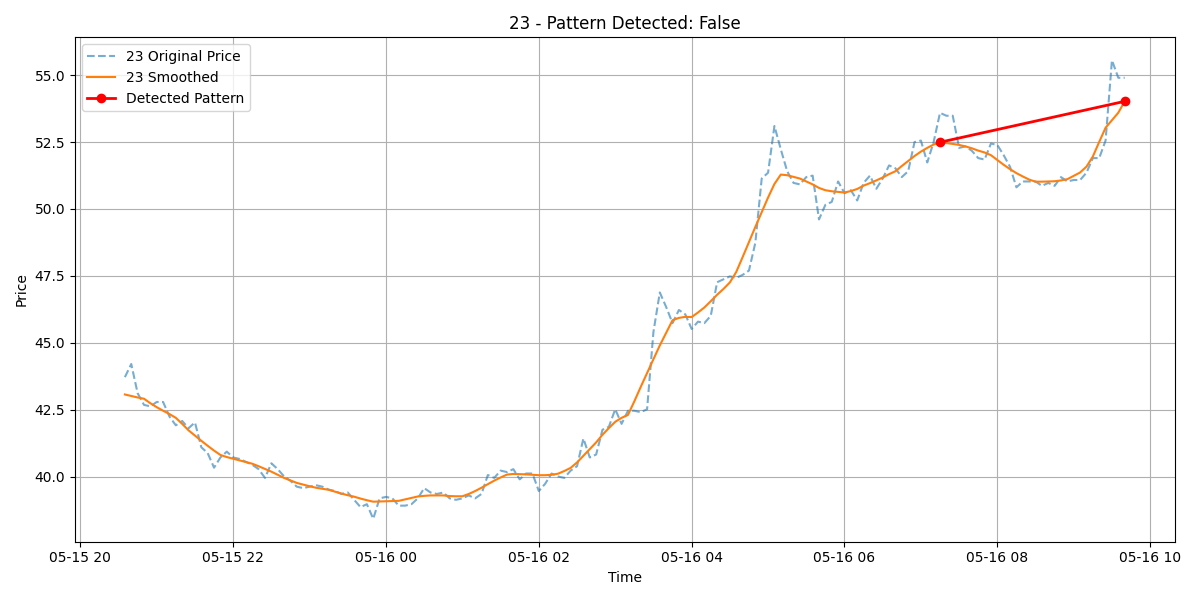 23 - Pattern Detected: False
23 Original Price
23 Smoothed
Detected Pattern
Price
55.0
52.5
50.0
47.5
45.0
42.5
40.0
05-15 20 05-15 22 05-16 00 05-16 02 05-16 04 05-16 06 05-16 08 05-16 10
Time